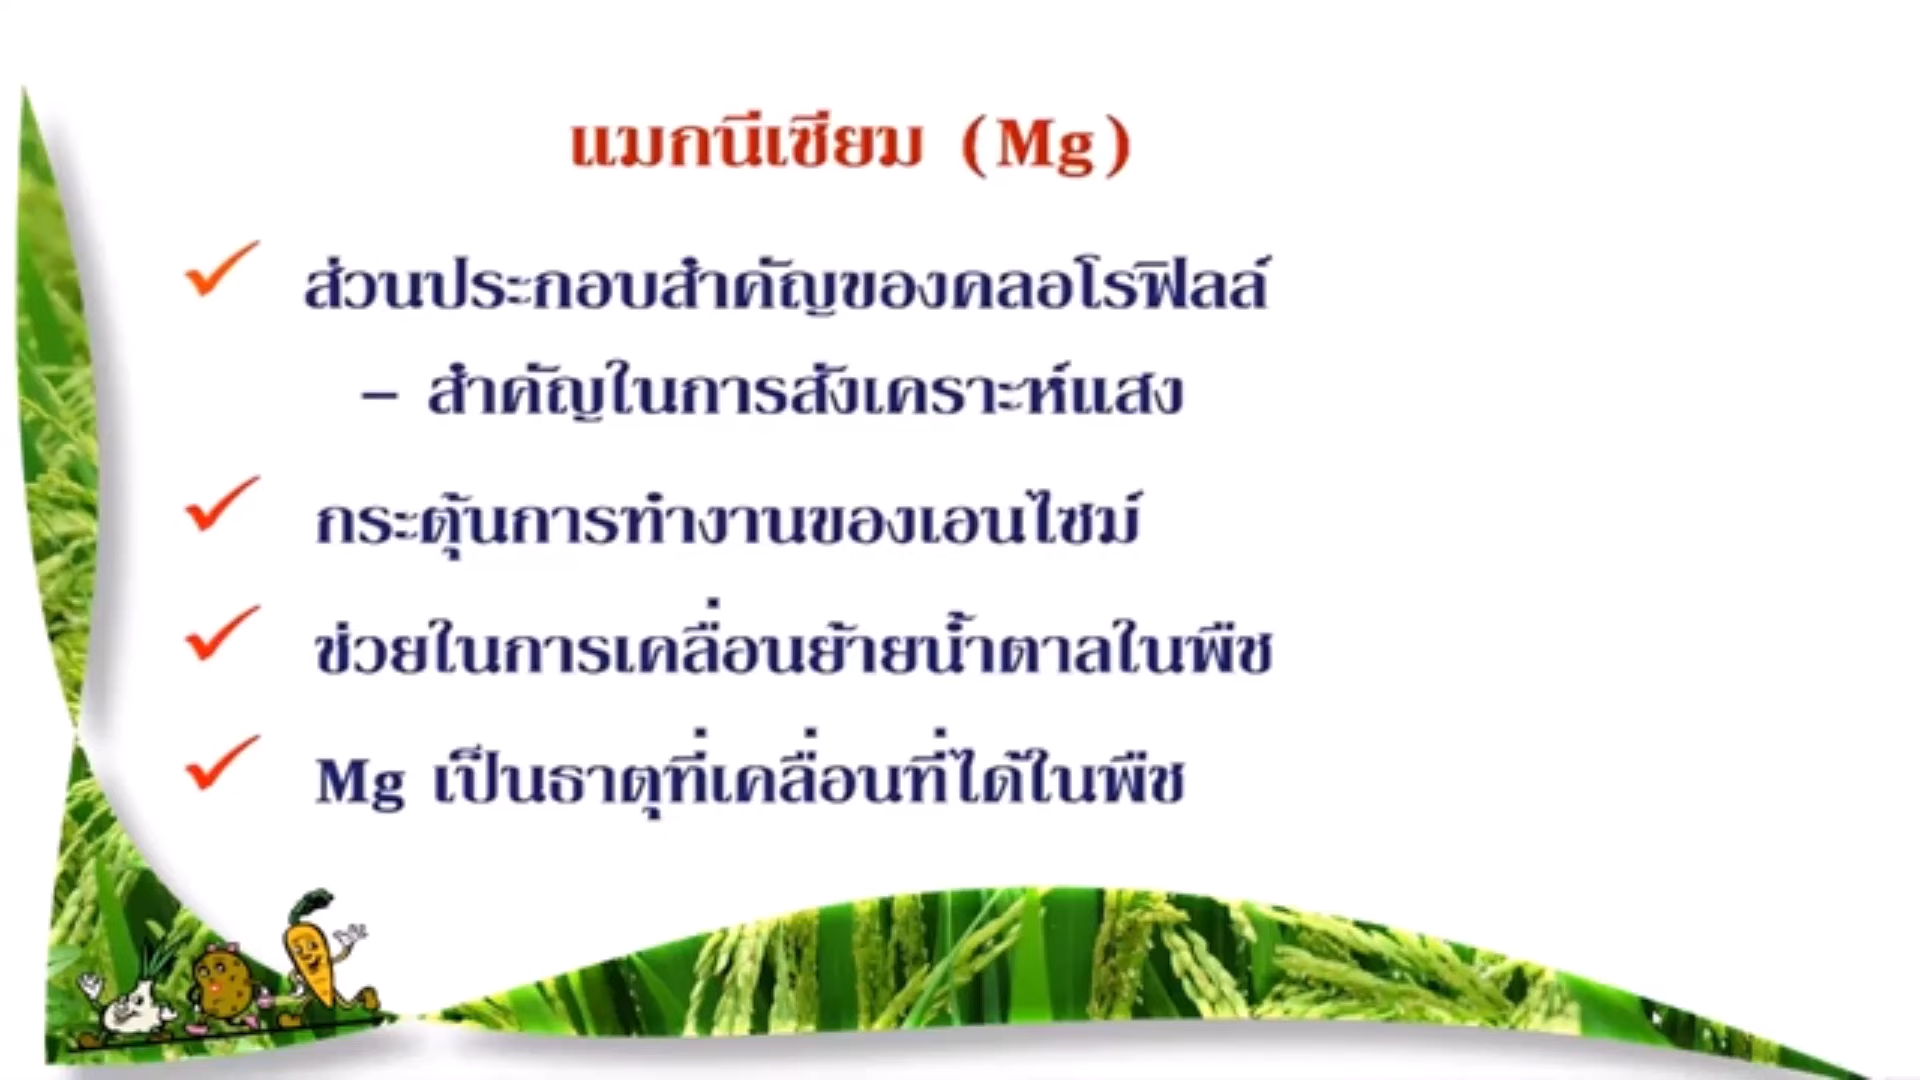 แมกนีเซียม (Mg)
ส่วนประกอบสำคัญของคลอโรฟิลล์
– สำคัญในการสังเคราะห์แสง
กระตุ้นการทำงานของเอนไซม์
ช่วยในการเคลื่อนย้ายน้ำตาลในพืช
Mg เป็นธาตุที่เคลื่อนที่ได้ในพืช